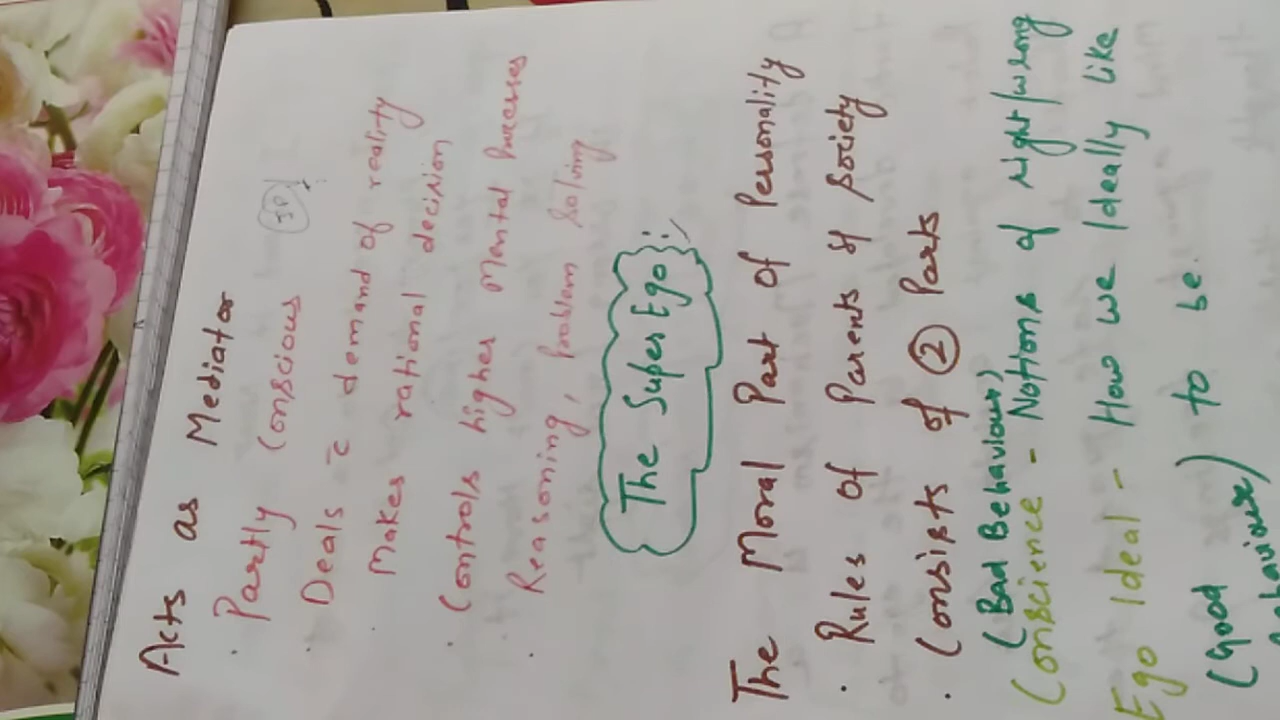 Acts as Mediator
· Partly Conscious
· Deals c̄ demand of reality
· Makes rational decision
· Controls higher Mental Processes
· Reasoning, problem solving
The Super Ego
The Moral Part of Personality
· Rules of Parents & Society
· Consists of ② Parts
(Bad Behaviour)
Conscience - Notions of right/wrong
Ego Ideal - How we Ideally like
(Good ) to be.